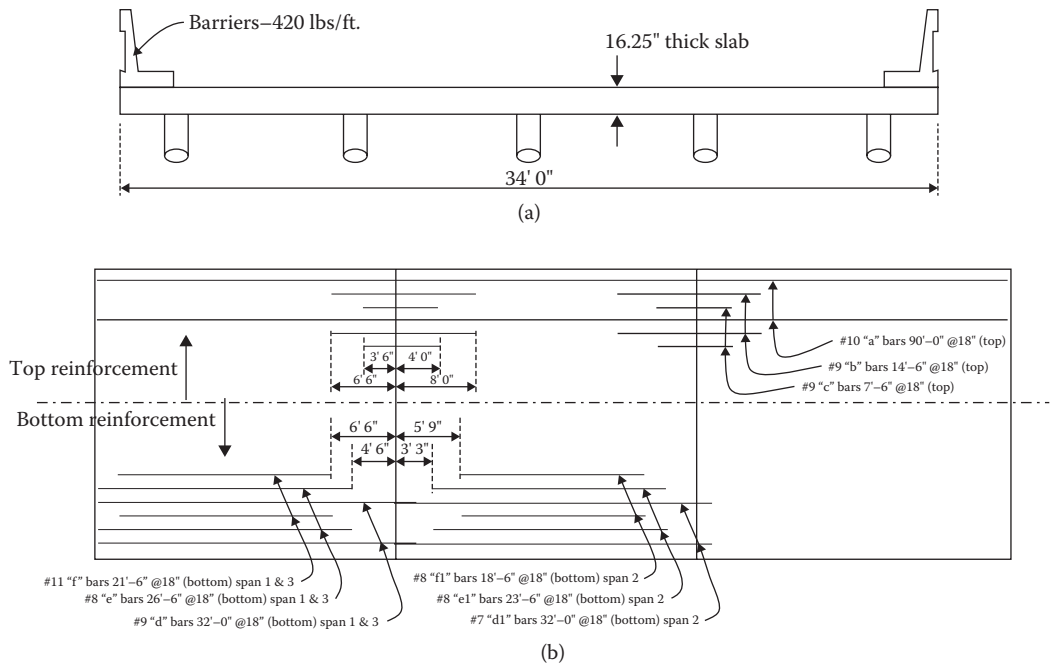 Barriers–420 lbs/ft.
16.25" thick slab
34' 0"
(a)
Top reinforcement
Bottom reinforcement
3' 6"
4' 0"
6' 6"
8' 0"
#10 “a” bars 90'–0" @18" (top)
#9 “b” bars 14'–6" @18" (top)
#9 “c” bars 7'–6" @18" (top)
6' 6"
5' 9"
4' 6"
3' 3"
#11 “f” bars 21'–6" @18" (bottom) span 1 & 3
#8 “e” bars 26'–6" @18" (bottom) span 1 & 3
#9 “d” bars 32'–0" @18” (bottom) span 1 & 3
#8 “f1” bars 18'–6" @18" (bottom) span 2
#8 “e1” bars 23'–6" @18" (bottom) span 2
#7 “d1” bars 32'–0" @18" (bottom) span 2
(b)